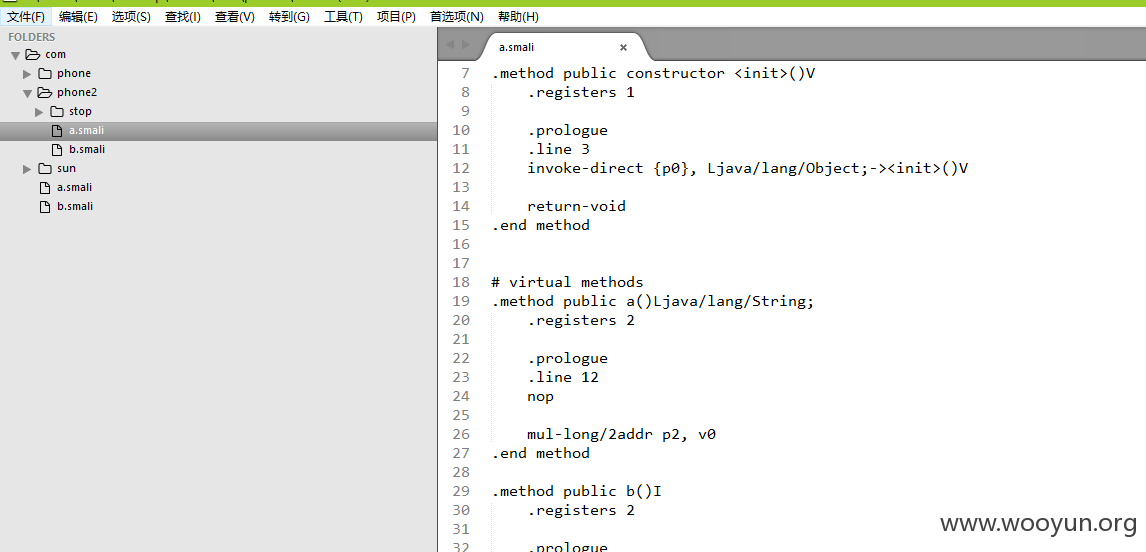 文件(F) 编辑(E) 选项(S) 查找(I) 查看(V) 转到(G) 工具(T) 项目(P) 首选项(N) 帮助(H)
FOLDERS
com
phone
phone2
stop
a.smali
b.smali
sun
a.smali
b.smali
a.smali ×
7 .method public constructor <init>()V
8 .registers 1
9
10 .prologue
11 .line 3
12 invoke-direct {p0}, Ljava/lang/Object;-><init>()V
13
14 return-void
15 .end method
16
17
18 # virtual methods
19 .method public a()Ljava/lang/String;
20 .registers 2
21
22 .prologue
23 .line 12
24 nop
25
26 mul-long/2addr p2, v0
27 .end method
28
29 .method public b()I
30 .registers 2
31
32 .prologue
www.wooyun.org